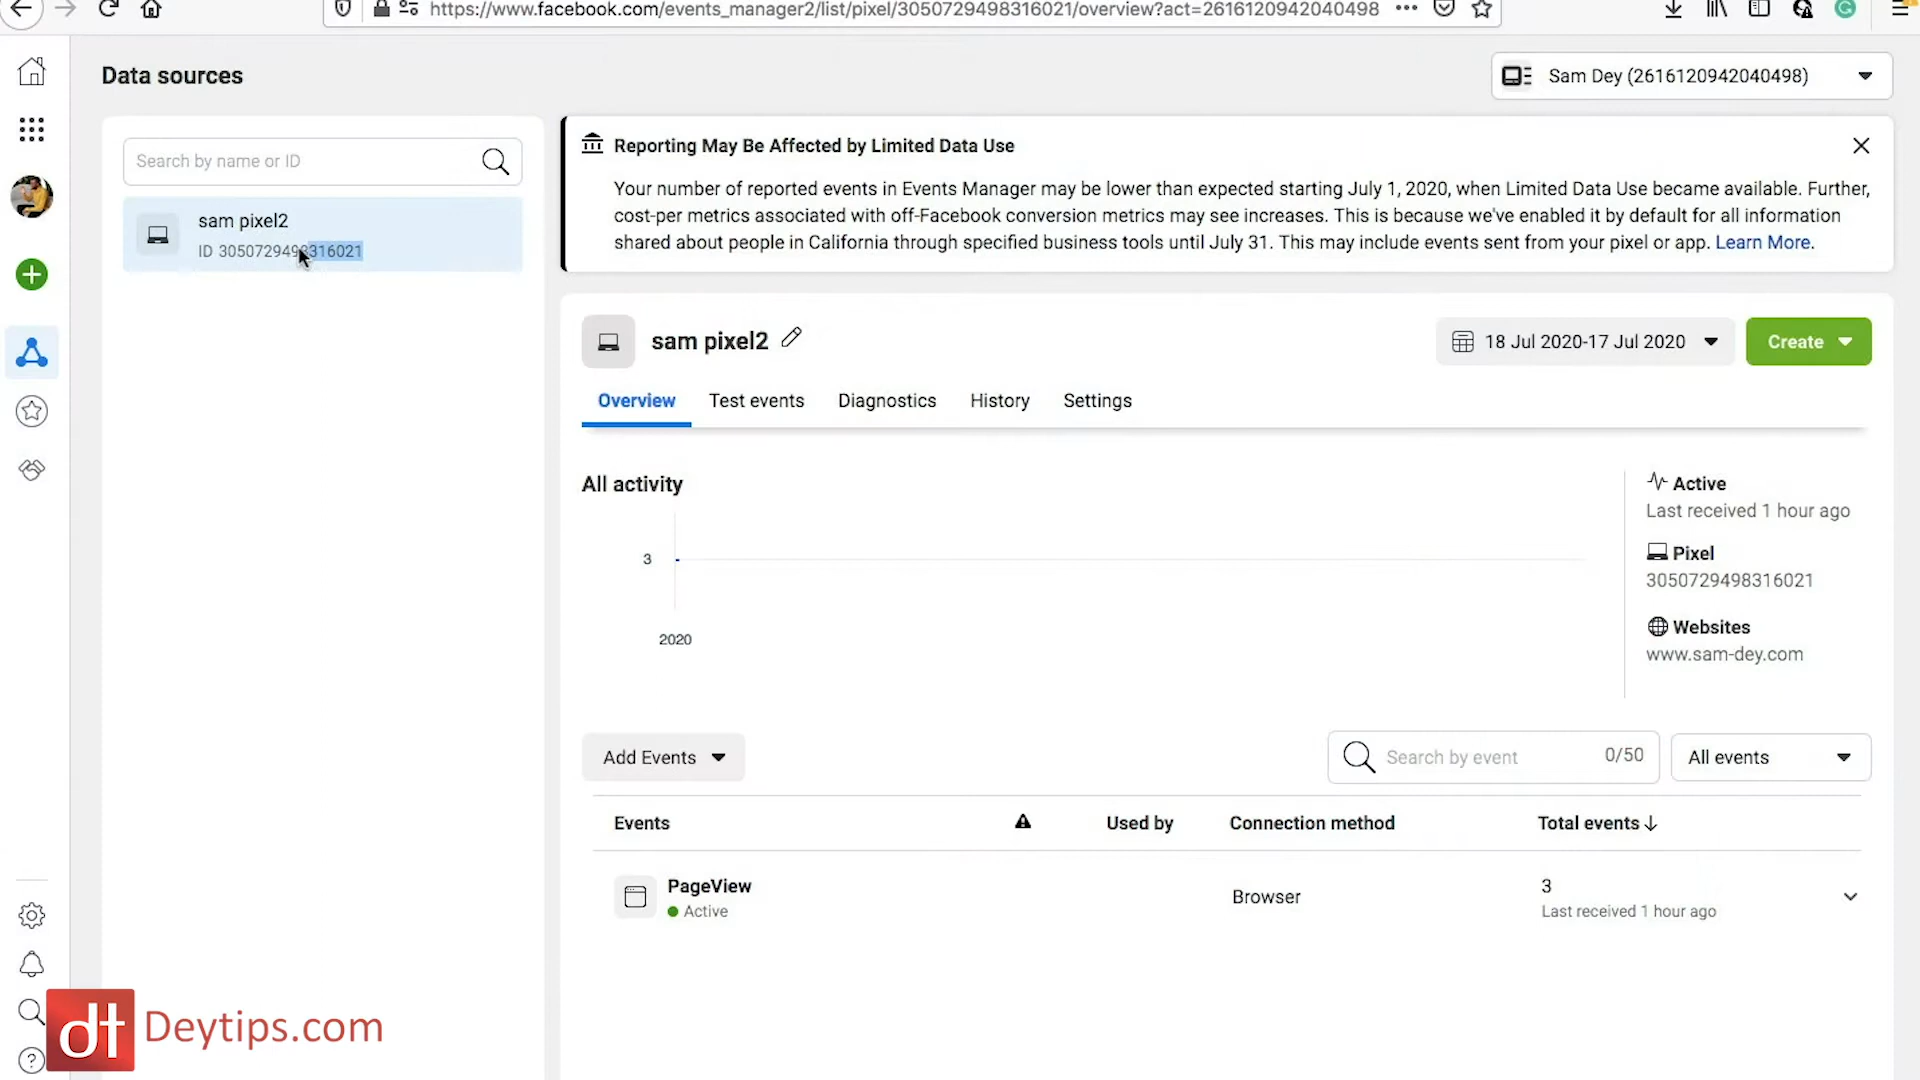 https://www.facebook.com/events_manager2/list/pixel/3050729498316021/overview?act=2616120942040498
Data sources
Sam Dey (2616120942040498)
Search by name or ID
sam pixel2
ID 3050729498316021
Reporting May Be Affected by Limited Data Use
Your number of reported events in Events Manager may be lower than expected starting July 1, 2020, when Limited Data Use became available. Further,
cost-per metrics associated with off-Facebook conversion metrics may see increases. This is because we've enabled it by default for all information
shared about people in California through specified business tools until July 31. This may include events sent from your pixel or app. Learn More.
sam pixel2
18 Jul 2020-17 Jul 2020
Create
Overview
Test events
Diagnostics
History
Settings
All activity
3
2020
Active
Last received 1 hour ago
Pixel
3050729498316021
Websites
www.sam-dey.com
Add Events
Search by event
0/50
All events
Events
Used by
Connection method
Total events
PageView
Active
Browser
3
Last received 1 hour ago
dt Deytips.com